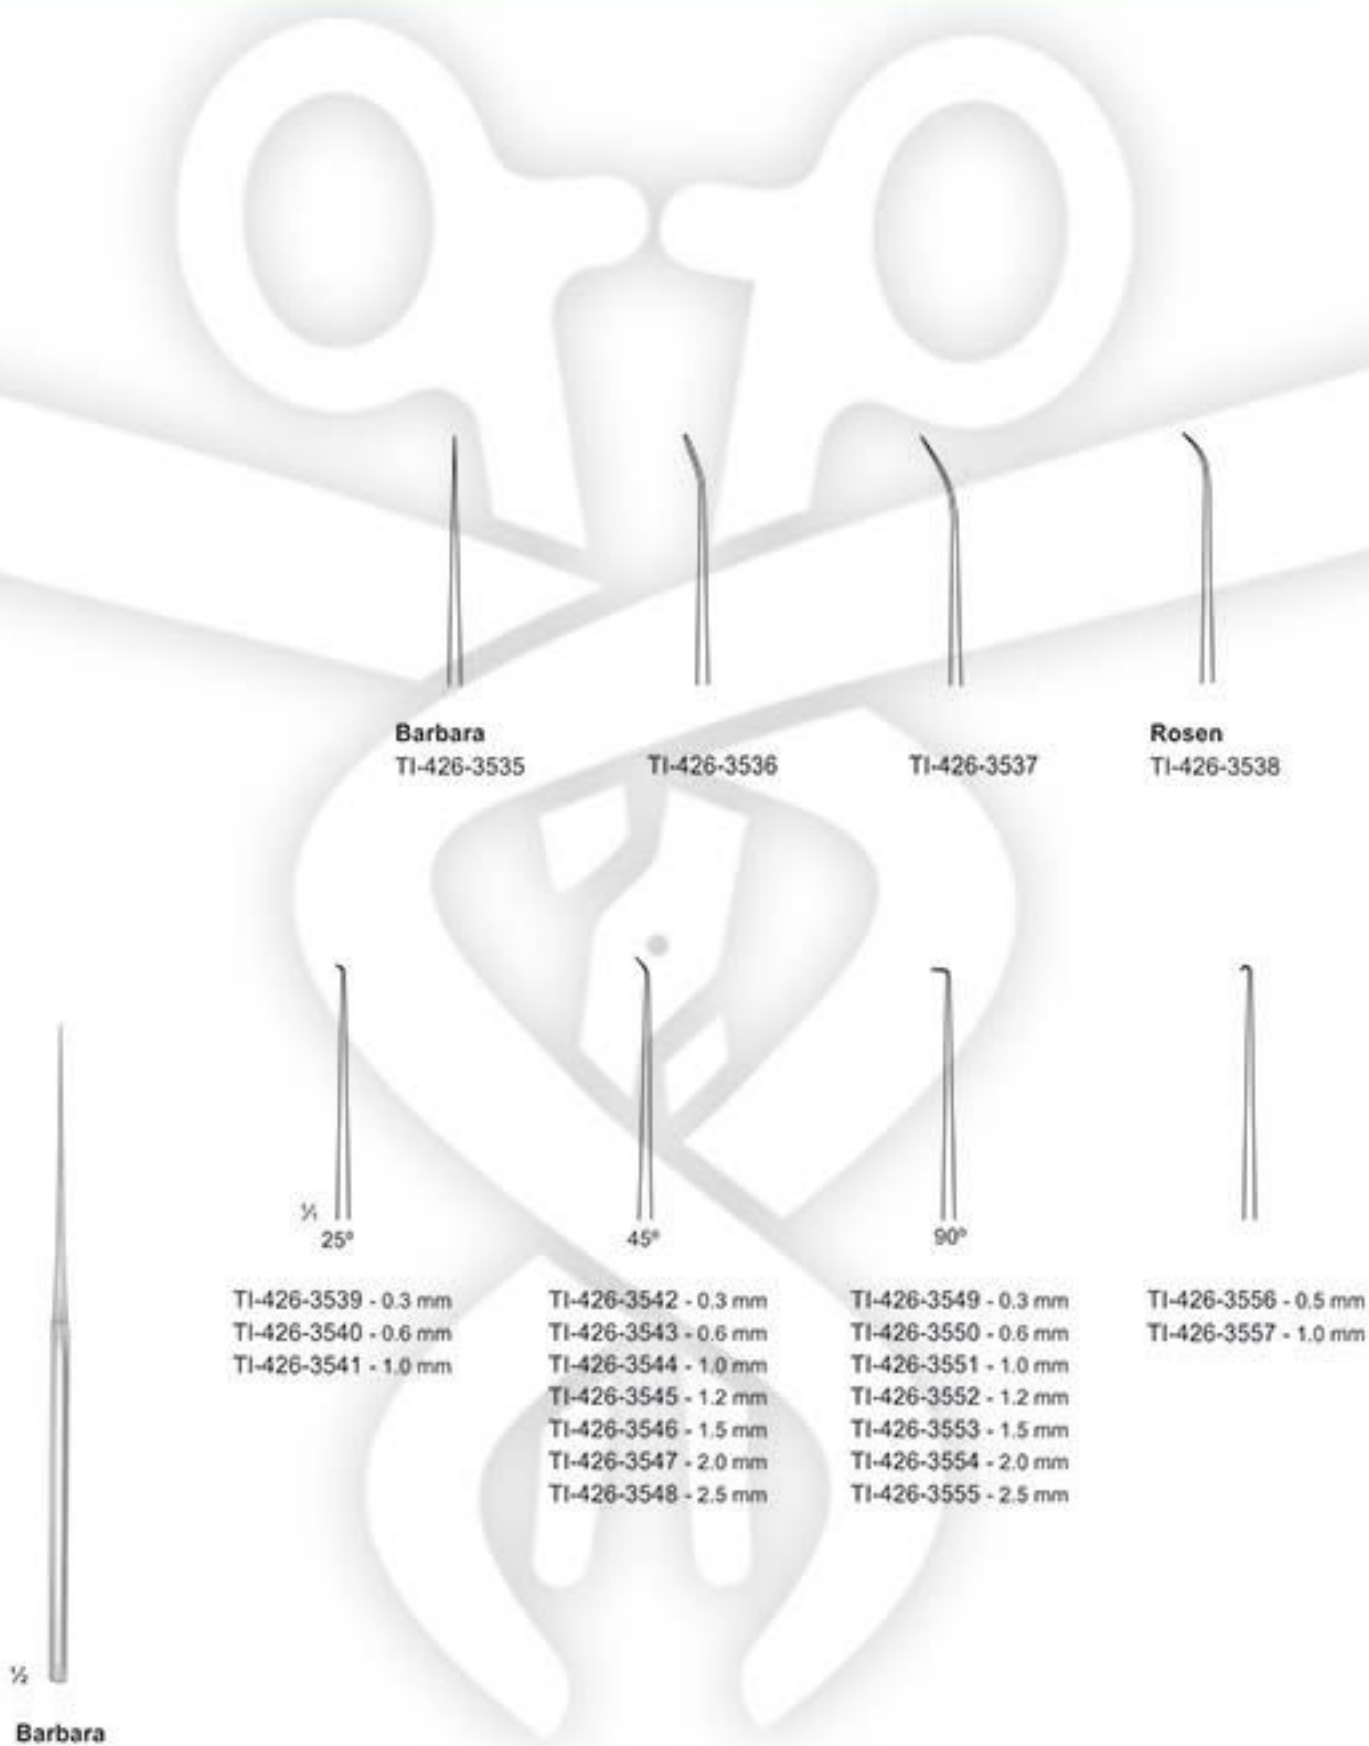 Barbara
TI-426-3535
TI-426-3536
TI-426-3537
Rosen
TI-426-3538
¹⁄₁
25º
45º
90º
TI-426-3539 - 0.3 mm
TI-426-3540 - 0.6 mm
TI-426-3541 - 1.0 mm
TI-426-3542 - 0.3 mm
TI-426-3543 - 0.6 mm
TI-426-3544 - 1.0 mm
TI-426-3545 - 1.2 mm
TI-426-3546 - 1.5 mm
TI-426-3547 - 2.0 mm
TI-426-3548 - 2.5 mm
TI-426-3549 - 0.3 mm
TI-426-3550 - 0.6 mm
TI-426-3551 - 1.0 mm
TI-426-3552 - 1.2 mm
TI-426-3553 - 1.5 mm
TI-426-3554 - 2.0 mm
TI-426-3555 - 2.5 mm
TI-426-3556 - 0.5 mm
TI-426-3557 - 1.0 mm
½
Barbara